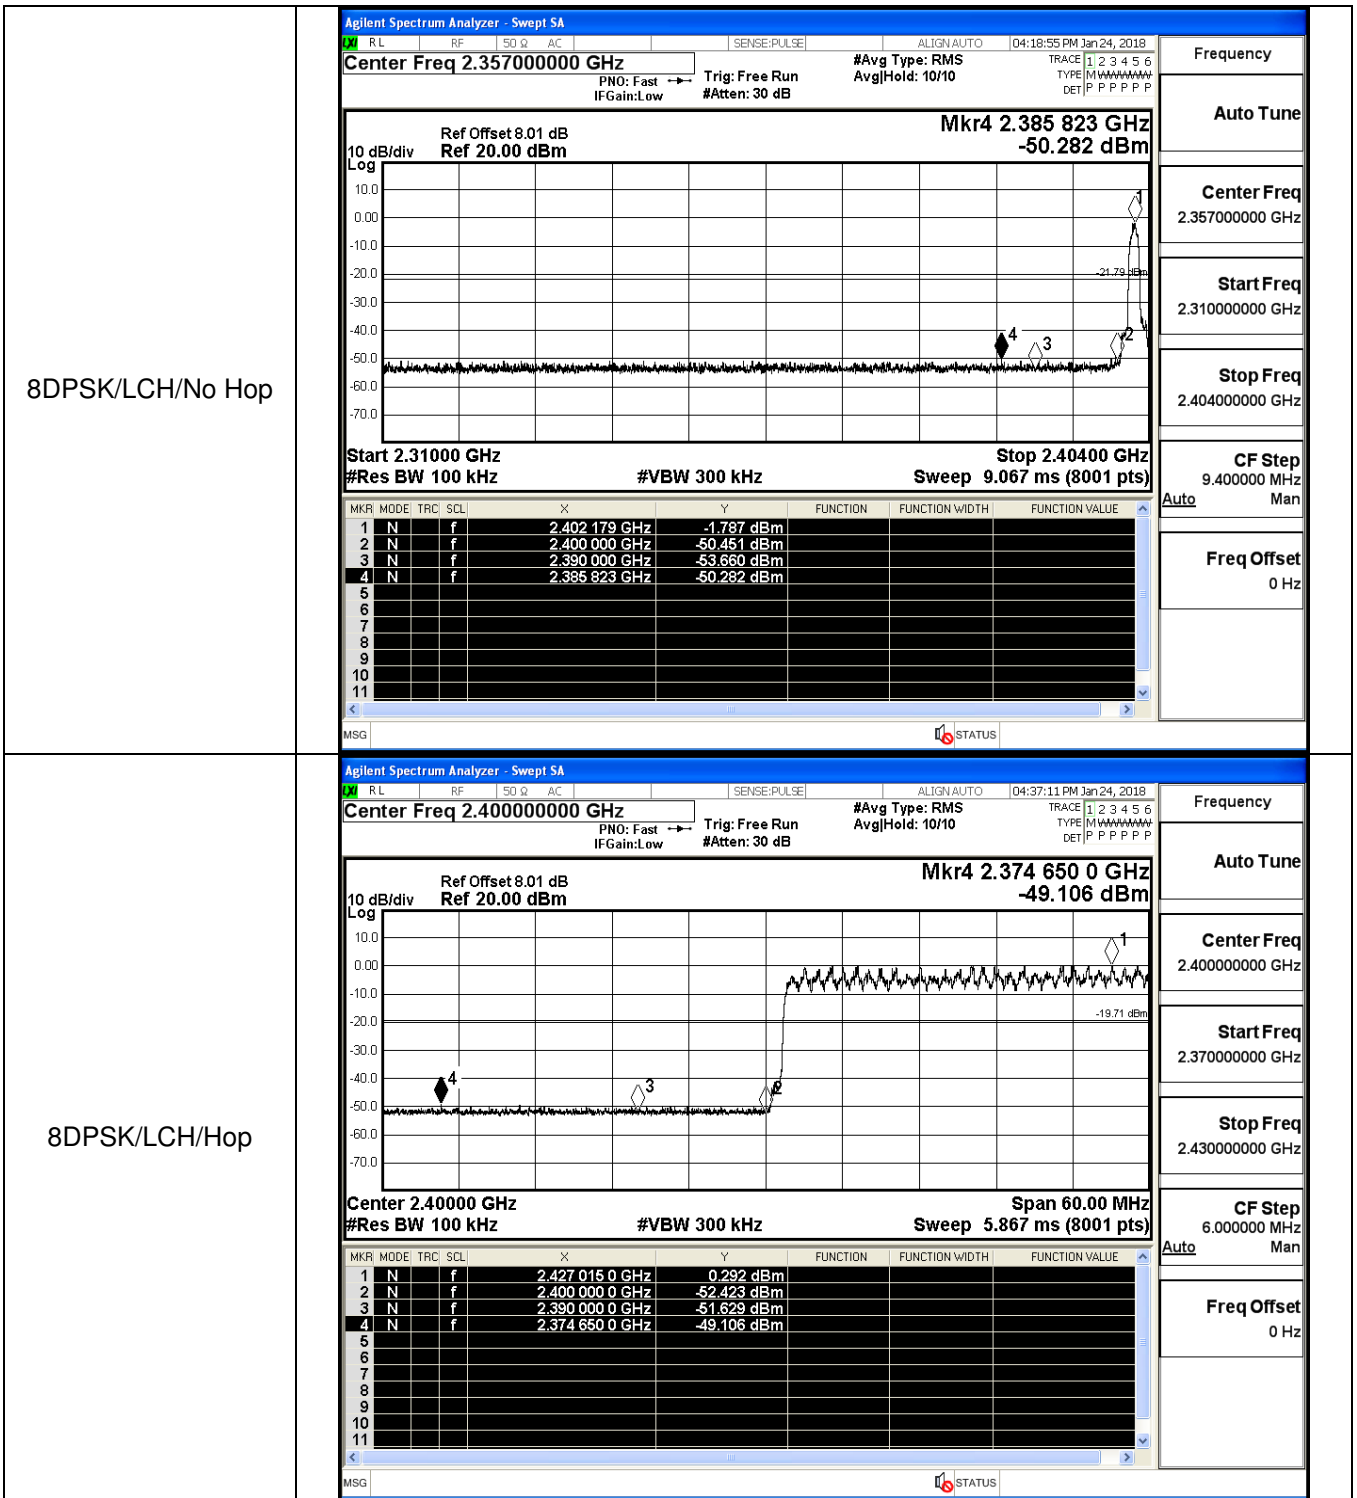 8DPSK/LCH/No Hop
Agilent Spectrum Analyzer - Swept SA
LXI RL RF 50 Ω AC SENSE:PULSE ALIGN AUTO 04:18:55 PM Jan 24, 2018
Center Freq 2.357000000 GHz #Avg Type: RMS TRACE 1 2 3 4 5 6
PNO: Fast Trig: Free Run Avg|Hold: 10/10 TYPE M WWWWW
IFGain:Low #Atten: 30 dB DET P P P P P P
Mkr4 2.385 823 GHz
Ref Offset 8.01 dB
10 dB/div Ref 20.00 dBm -50.282 dBm
Log
10.0
0.00
-10.0
-20.0
-30.0
-40.0
-50.0
-60.0
-70.0
1
-21.79 dBm
4
3
2
Start 2.31000 GHz Stop 2.40400 GHz
#Res BW 100 kHz #VBW 300 kHz Sweep 9.067 ms (8001 pts)
MKR MODE TRC SCL X Y FUNCTION FUNCTION WIDTH FUNCTION VALUE
1 N f 2.402 179 GHz -1.787 dBm
2 N f 2.400 000 GHz -50.451 dBm
3 N f 2.390 000 GHz -53.660 dBm
4 N f 2.385 823 GHz -50.282 dBm
5
6
7
8
9
10
11
MSG STATUS
Frequency
Auto Tune
Center Freq
2.357000000 GHz
Start Freq
2.310000000 GHz
Stop Freq
2.404000000 GHz
CF Step
9.400000 MHz
Auto Man
Freq Offset
0 Hz
8DPSK/LCH/Hop
Agilent Spectrum Analyzer - Swept SA
LXI RL RF 50 Ω AC SENSE:PULSE ALIGN AUTO 04:37:11 PM Jan 24, 2018
Center Freq 2.400000000 GHz #Avg Type: RMS TRACE 1 2 3 4 5 6
PNO: Fast Trig: Free Run Avg|Hold: 10/10 TYPE M WWWWW
IFGain:Low #Atten: 30 dB DET P P P P P P
Mkr4 2.374 650 0 GHz
Ref Offset 8.01 dB
10 dB/div Ref 20.00 dBm -49.106 dBm
Log
10.0
0.00
-10.0
-20.0
-30.0
-40.0
-50.0
-60.0
-70.0
1
-19.71 dBm
4
3
2
Center 2.40000 GHz Span 60.00 MHz
#Res BW 100 kHz #VBW 300 kHz Sweep 5.867 ms (8001 pts)
MKR MODE TRC SCL X Y FUNCTION FUNCTION WIDTH FUNCTION VALUE
1 N f 2.427 015 0 GHz 0.292 dBm
2 N f 2.400 000 0 GHz -52.423 dBm
3 N f 2.390 000 0 GHz -51.629 dBm
4 N f 2.374 650 0 GHz -49.106 dBm
5
6
7
8
9
10
11
MSG STATUS
Frequency
Auto Tune
Center Freq
2.400000000 GHz
Start Freq
2.370000000 GHz
Stop Freq
2.430000000 GHz
CF Step
6.000000 MHz
Auto Man
Freq Offset
0 Hz